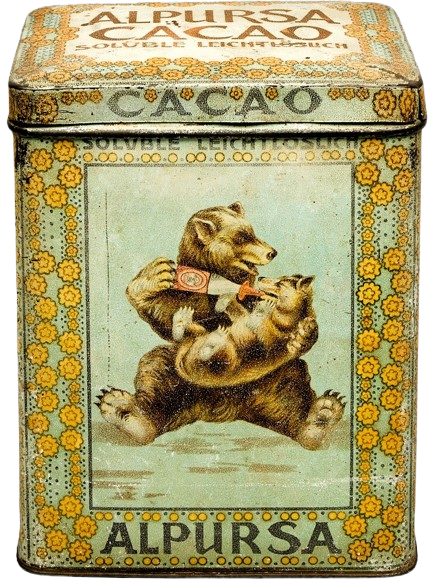 ALPURSA
CACAO
SOLUBLE LEICHTLÖSLICH
CACAO
SOLUBLE LEICHTLÖSLICH
ALPURSA